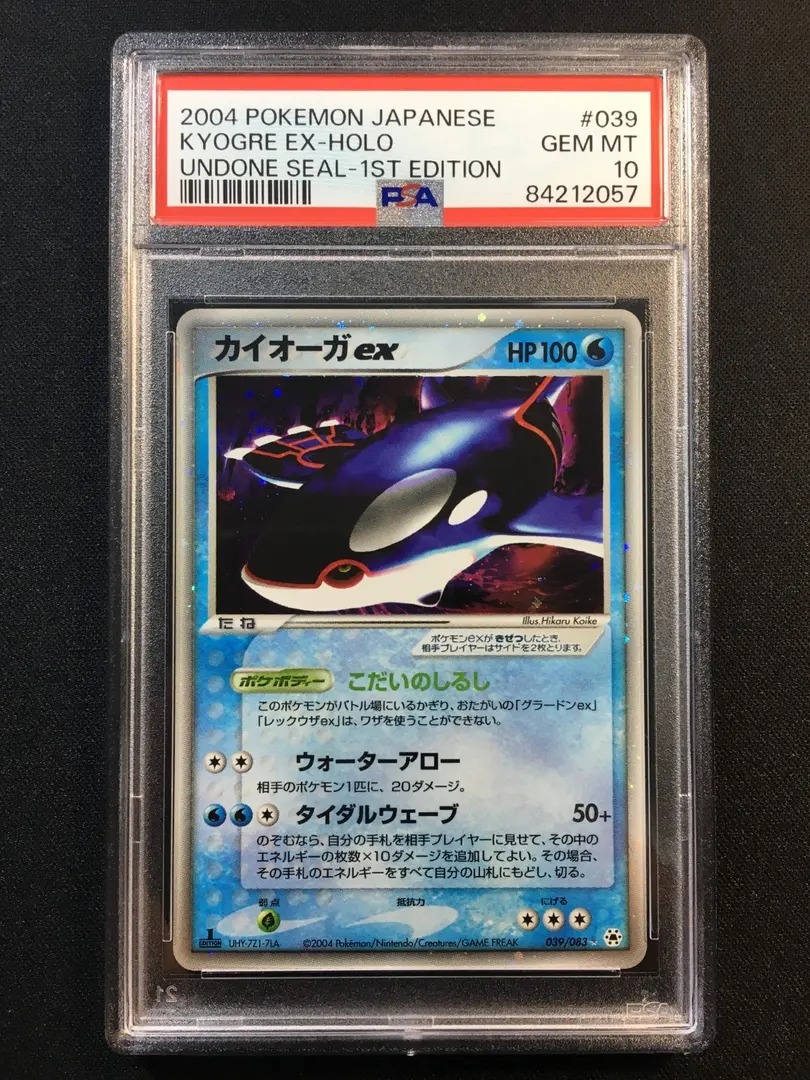 2004 POKEMON JAPANESE #039
KYOGRE EX-HOLO GEM MT
UNDONE SEAL-1ST EDITION 10
PSA 84212057
カイオーガex HP100
たね Illus.Hikaru Koike
ポケモンexがきぜつしたとき、
相手プレイヤーはサイドを2枚とります。
ポケボディー こだいのしるし
このポケモンがバトル場にいるかぎり、おたがいの「グラードンex」
「レックウザex」は、ワザを使うことができない。
ウォーターアロー
相手のポケモン1匹に、20ダメージ。
タイダルウェーブ 50+
のぞむなら、自分の手札を相手プレイヤーに見せて、その中の
エネルギーの枚数×10ダメージを追加してよい。その場合、
その手札のエネルギーをすべて自分の山札にもどし、切る。
弱点 抵抗力 にげる
1 EDITION UHY-7Z1-7LA ©2004 Pokémon/Nintendo/Creatures/GAME FREAK 039/083